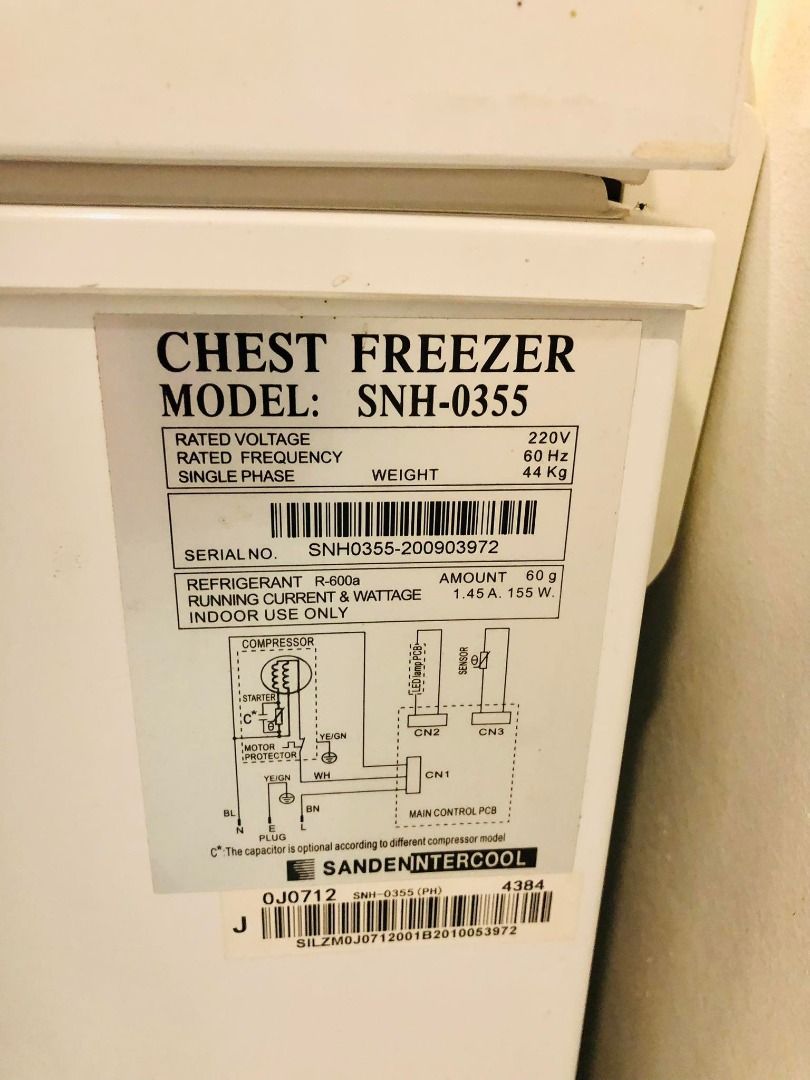 CHEST FREEZER
MODEL: SNH-0355
RATED VOLTAGE 220V
RATED FREQUENCY 60 Hz
SINGLE PHASE WEIGHT 44 Kg
SERIAL NO. SNH0355-200903972
REFRIGERANT R-600a AMOUNT 60 g
RUNNING CURRENT & WATTAGE 1.45 A. 155 W.
INDOOR USE ONLY
COMPRESSOR
LED lamp PCB
SENSOR
θ
STARTER
C*
θ
CN2 CN3
MOTOR
PROTECTOR
YE/GN
YE/GN
WH
CN1
BL
BN
MAIN CONTROL PCB
N E L
PLUG
C*:The capacitor is optional according to different compressor model
SANDENINTERCOOL
0J0712 SNH-0355 (PH) 4384
J
SILZM0J0712001B2010053972